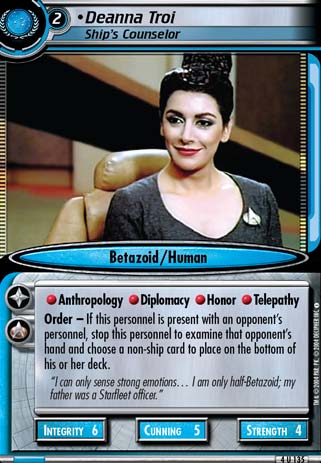 2
•Deanna Troi
Ship's Counselor
Betazoid/Human
Anthropology Diplomacy Honor Telepathy
Order – If this personnel is present with an opponent's
personnel, stop this personnel to examine that opponent's
hand and choose a non-ship card to place on the bottom of
his or her deck.
"I can only sense strong emotions… I am only half-Betazoid; my
father was a Starfleet officer."
Integrity 6
Cunning 5
Strength 4
4 U 135